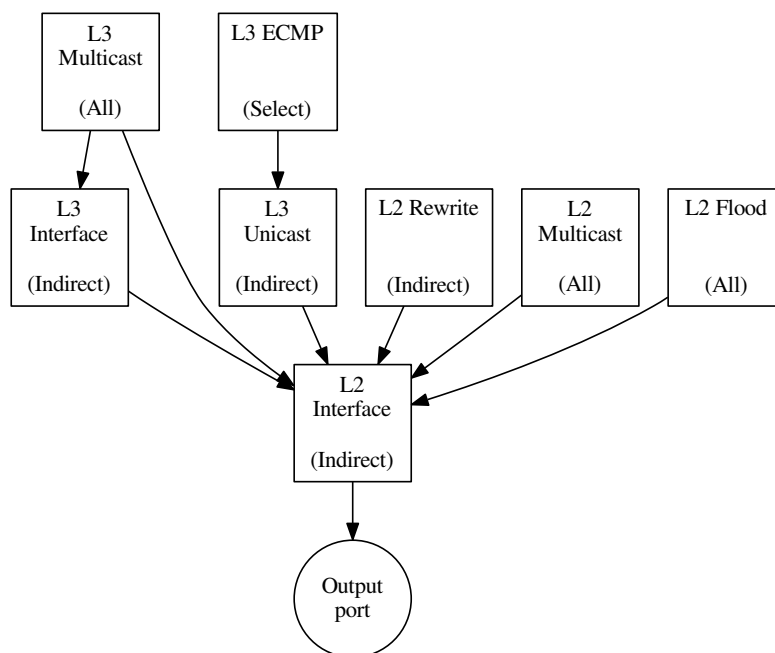 L3
Multicast
(All)
L3 ECMP
(Select)
L3
Interface
(Indirect)
L3
Unicast
(Indirect)
L2 Rewrite
(Indirect)
L2
Multicast
(All)
L2 Flood
(All)
L2
Interface
(Indirect)
Output
port